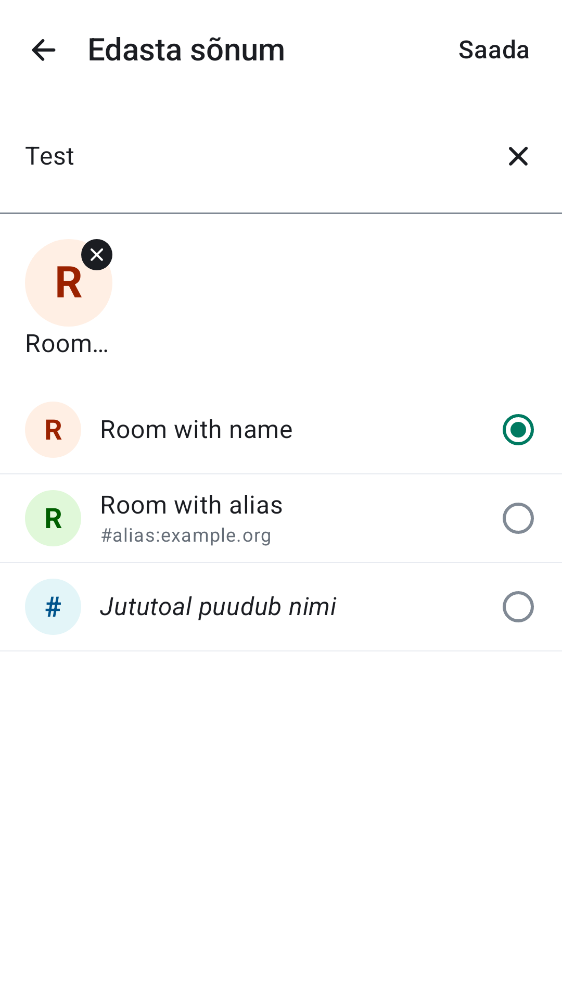 Edasta sõnum
Saada
Test
R
Room...
R
Room with name
R
Room with alias
#alias:example.org
#
Jututoal puudub nimi